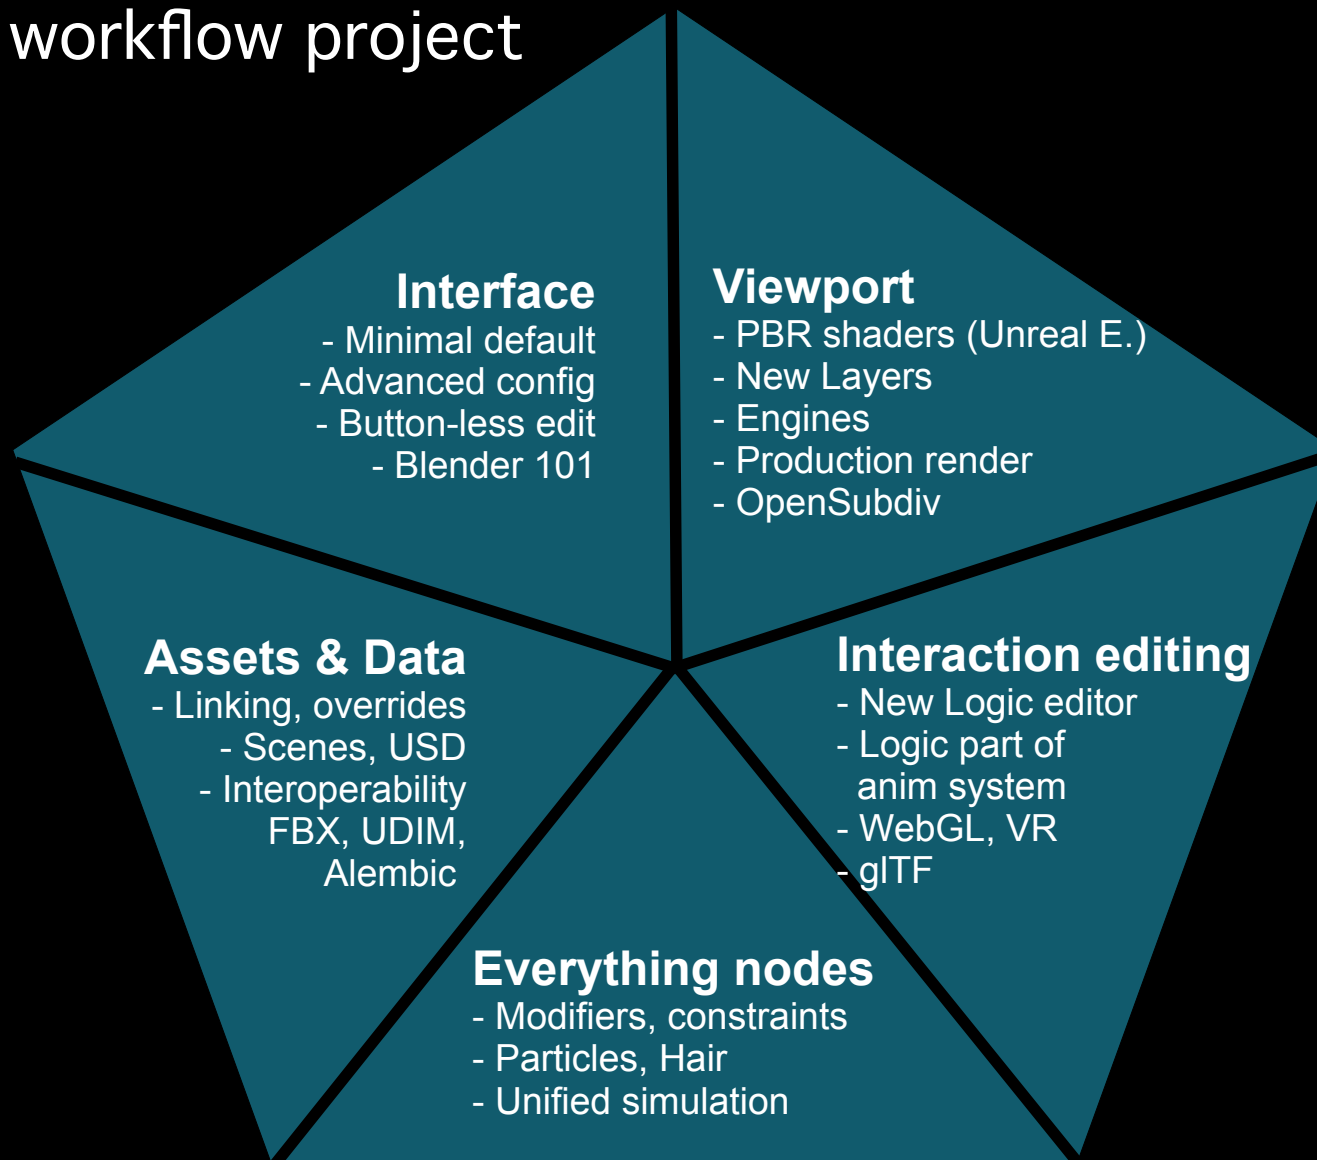 workflow project
Interface
- Minimal default
- Advanced config
- Button-less edit
- Blender 101
Viewport
- PBR shaders (Unreal E.)
- New Layers
- Engines
- Production render
- OpenSubdiv
Assets & Data
- Linking, overrides
- Scenes, USD
- Interoperability
FBX, UDIM,
Alembic
Interaction editing
- New Logic editor
- Logic part of
anim system
- WebGL, VR
- glTF
Everything nodes
- Modifiers, constraints
- Particles, Hair
- Unified simulation